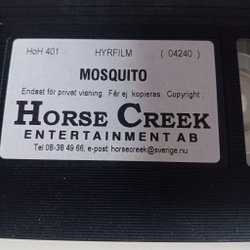 HoH 401 HYRFILM ( 04240 )
MOSQUITO
Endast för privat visning. Får ej kopieras. Copyright :
HORSE CREEK
ENTERTAINMENT AB
Tel 08-38 49 66, e-post: horsecreek@sverige.nu